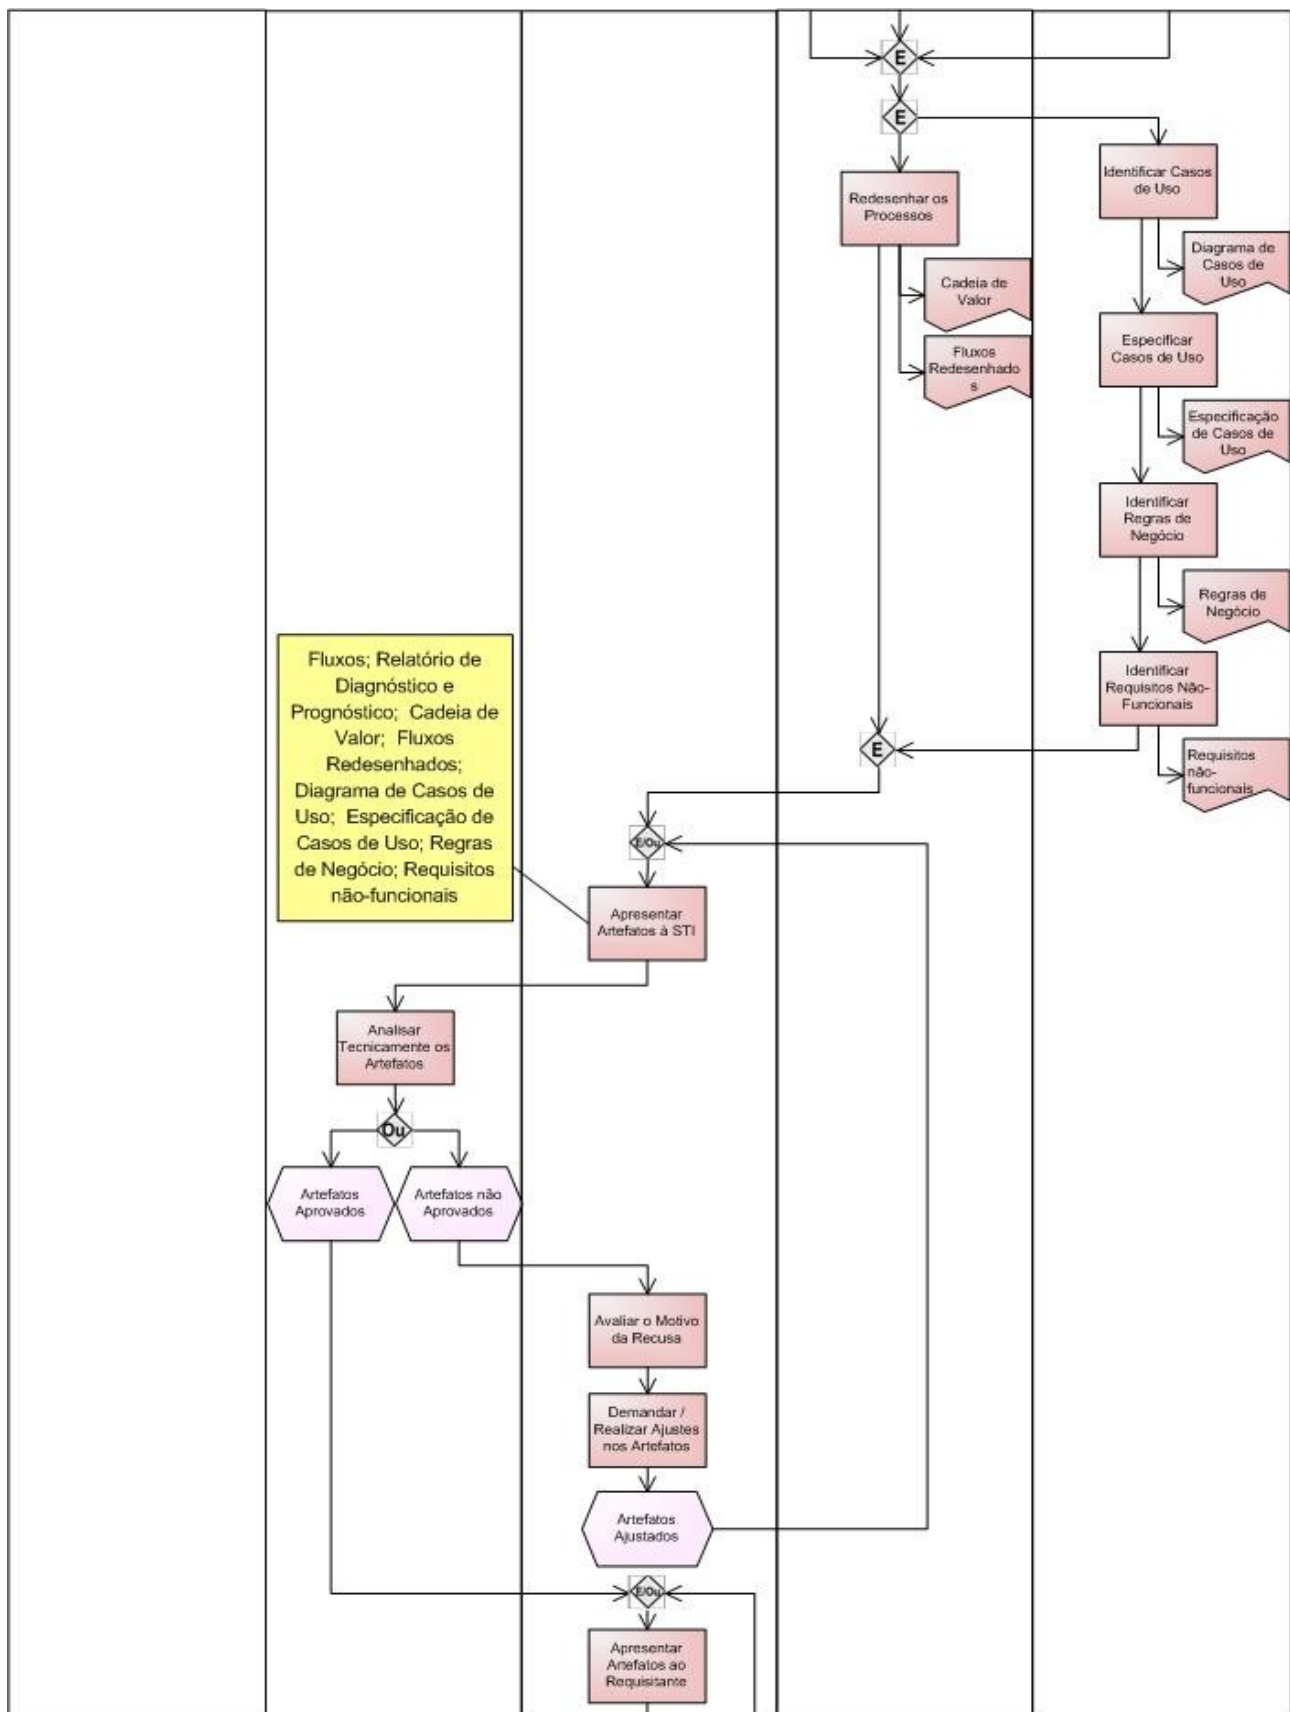 E
E
Identificar Casos
de Uso
Redesenhar os
Processos
Diagrama de
Casos de
Uso
Cadeia de
Valor
Especificar
Casos de Uso
Fluxos
Redesenhado
s
Especificação
de Casos de
Uso
Identificar
Regras de
Negócio
Regras de
Negócio
Identificar
Requisitos Não-
Funcionais
E
Requisitos
não-
funcionais
Fluxos; Relatório de
Diagnóstico e
Prognóstico; Cadeia de
Valor; Fluxos
Redesenhados;
Diagrama de Casos de
Uso; Especificação de
Casos de Uso; Regras
de Negócio; Requisitos
não-funcionais
E/Ou
Apresentar
Artefatos à STI
Analisar
Tecnicamente os
Artefatos
Ou
Artefatos
Aprovados
Artefatos não
Aprovados
Avaliar o Motivo
da Recusa
Demandar /
Realizar Ajustes
nos Artefatos
Artefatos
Ajustados
E/Ou
Apresentar
Artefatos ao
Requisitante